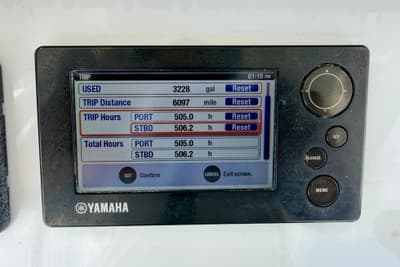 TRIP 01:15 PM
USED 3228 gal Reset
TRIP Distance 6097 mile Reset
TRIP Hours PORT 505.0 h Reset
STBD 506.2 h Reset
Total Hours PORT 505.0 h
STBD 506.2 h
SET Confirm CANCEL Exit screen.
SET
CANCEL
MENU
YAMAHA